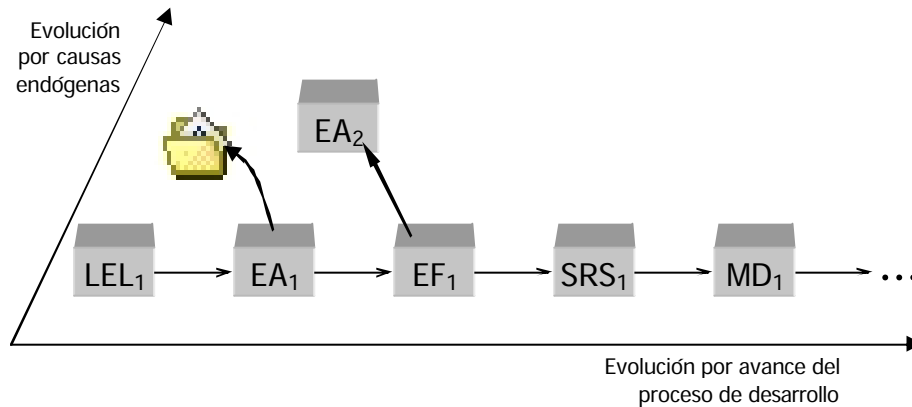 Evolución
por causas
endógenas
EA₂
LEL₁
EA₁
EF₁
SRS₁
MD₁
...
Evolución por avance del
proceso de desarrollo